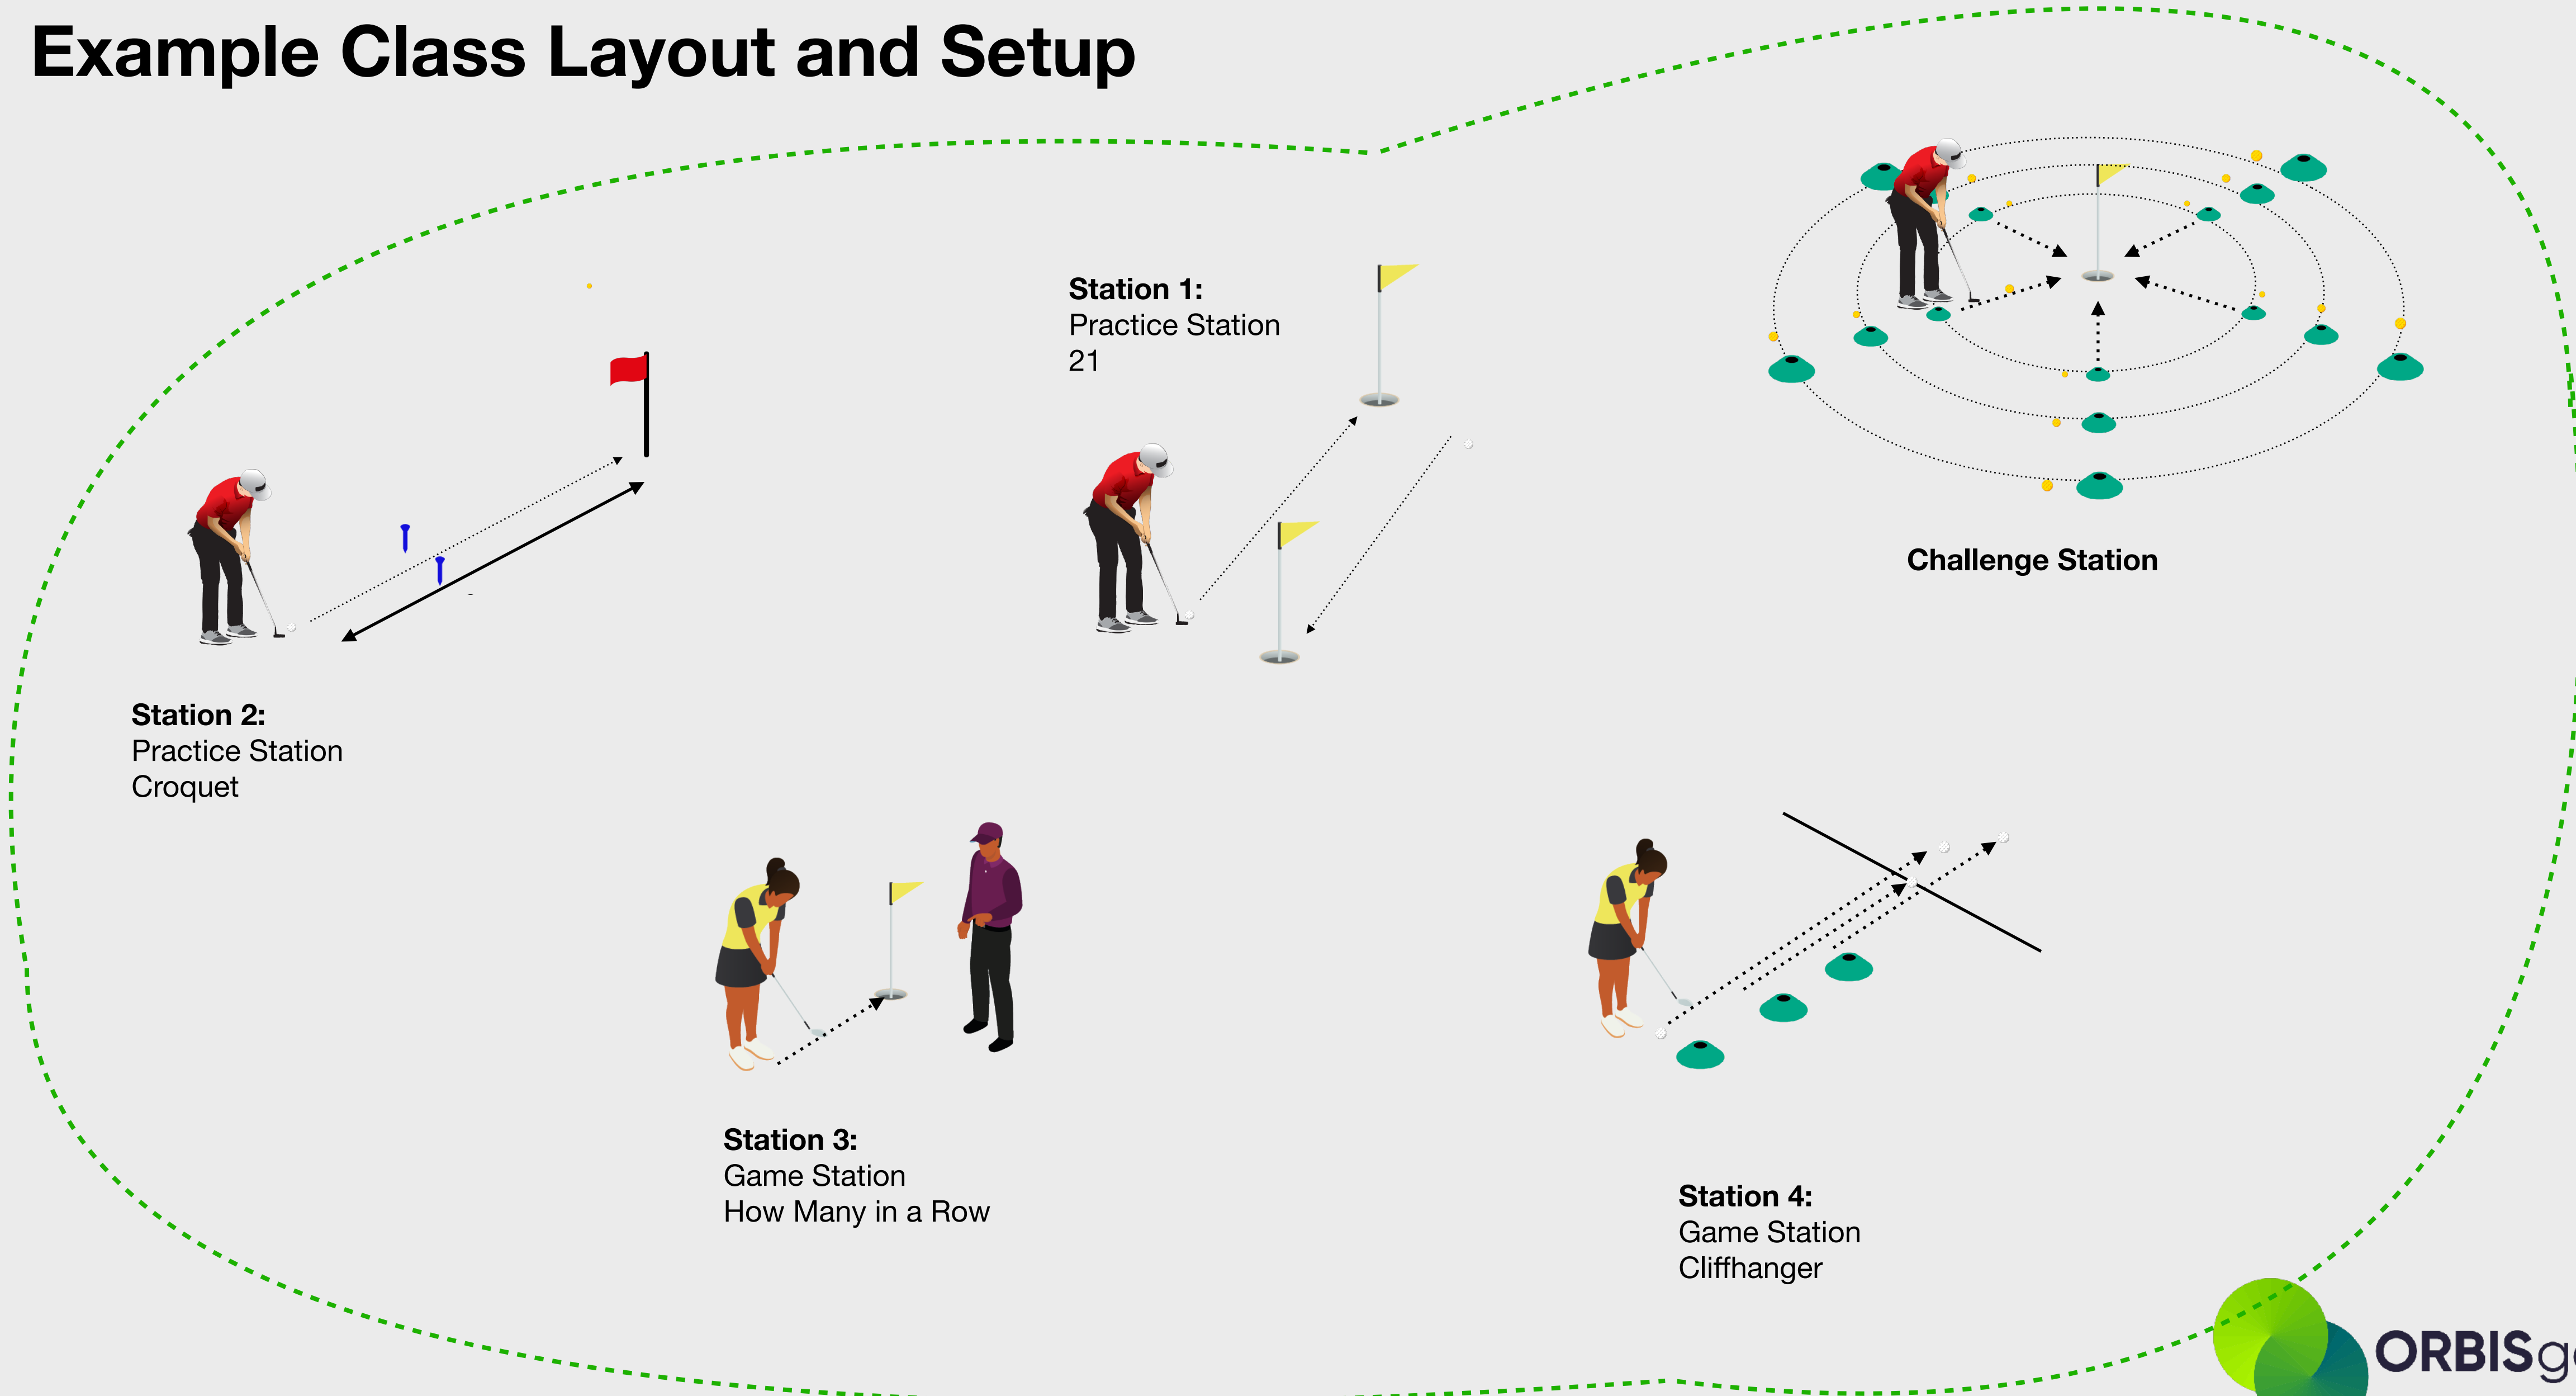 Example Class Layout and Setup
Station 1:
Practice Station
21
Challenge Station
Station 2:
Practice Station
Croquet
Station 3:
Game Station
How Many in a Row
Station 4:
Game Station
Cliffhanger
ORBIS